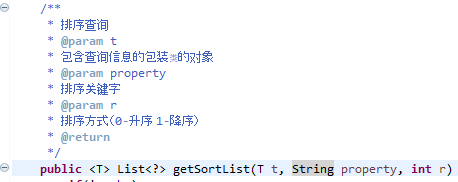 /**
* 排序查询
* @param t
* 包含查询信息的包装类的对象
* @param property
* 排序关键字
* @param r
* 排序方式(0-升序 1-降序)
* @return
*/
public <T> List<?> getSortList(T t, String property, int r)